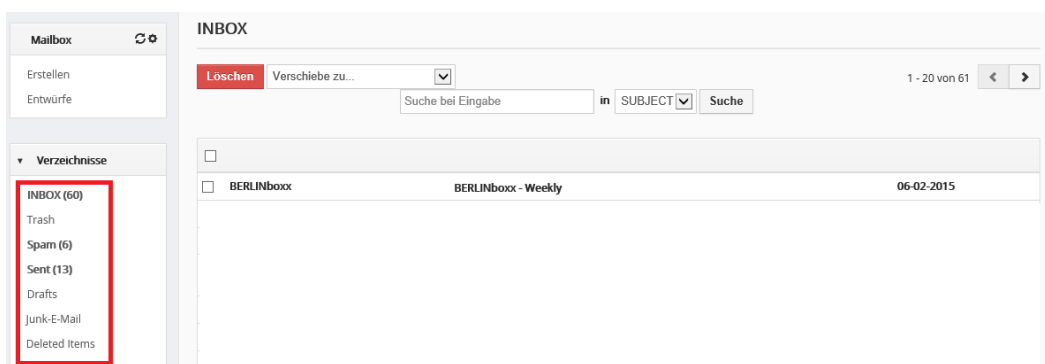 Mailbox
Erstellen
Entwürfe
Verzeichnisse
INBOX (60)
Trash
Spam (6)
Sent (13)
Drafts
Junk-E-Mail
Deleted Items
INBOX
Löschen Verschiebe zu... 1 - 20 von 61
Suche bei Eingabe in SUBJECT Suche
BERLINboxx BERLINboxx - Weekly 06-02-2015